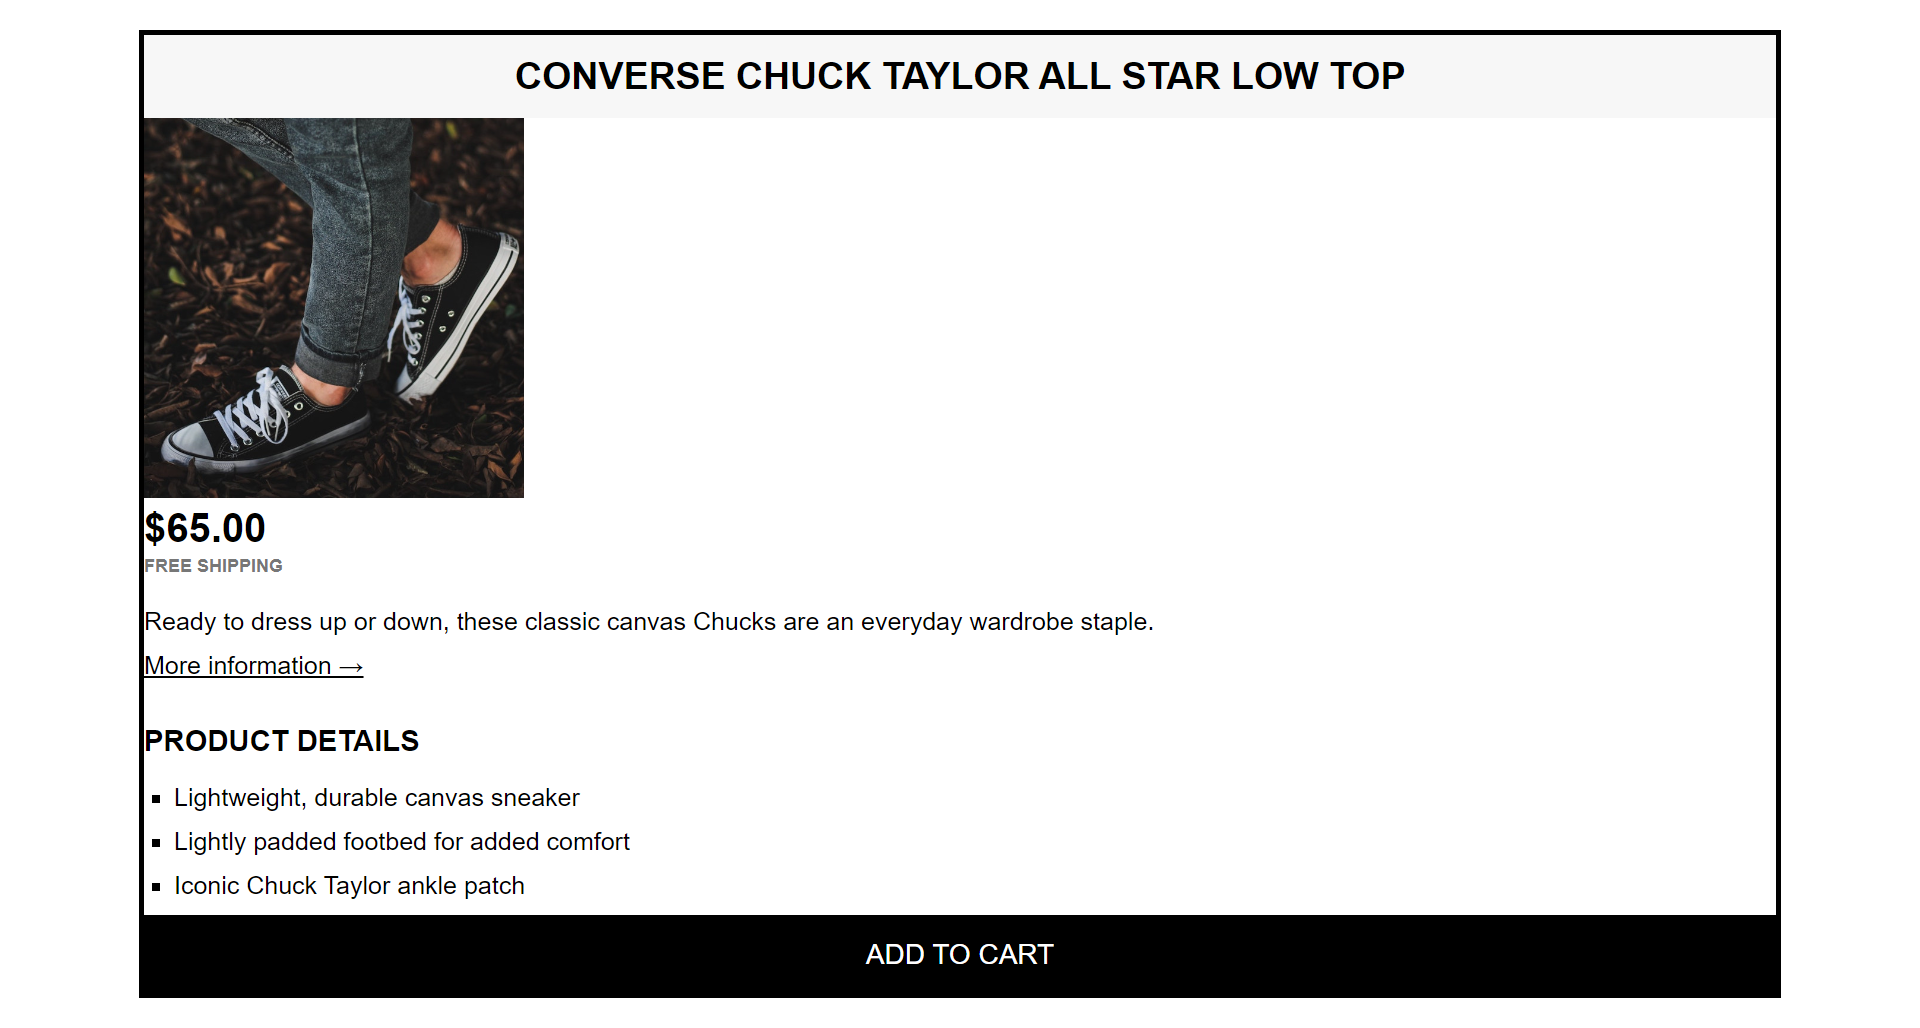 CONVERSE CHUCK TAYLOR ALL STAR LOW TOP
$65.00
FREE SHIPPING
Ready to dress up or down, these classic canvas Chucks are an everyday wardrobe staple.
More information →
PRODUCT DETAILS
Lightweight, durable canvas sneaker
Lightly padded footbed for added comfort
Iconic Chuck Taylor ankle patch
ADD TO CART